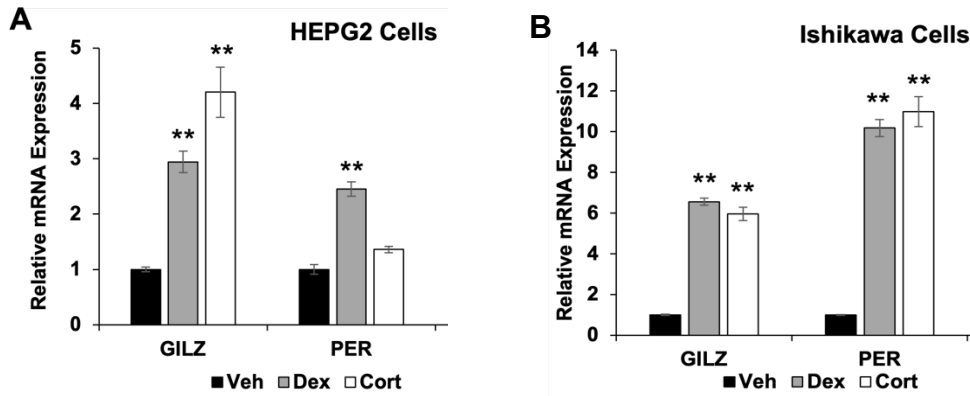 A
HEPG2 Cells
Relative mRNA Expression
5
4
3
2
1
0
**
**
**
GILZ
PER
Veh
Dex
Cort
B
Ishikawa Cells
Relative mRNA Expression
14
12
10
8
6
4
2
0
**
**
**
**
GILZ
PER
Veh
Dex
Cort